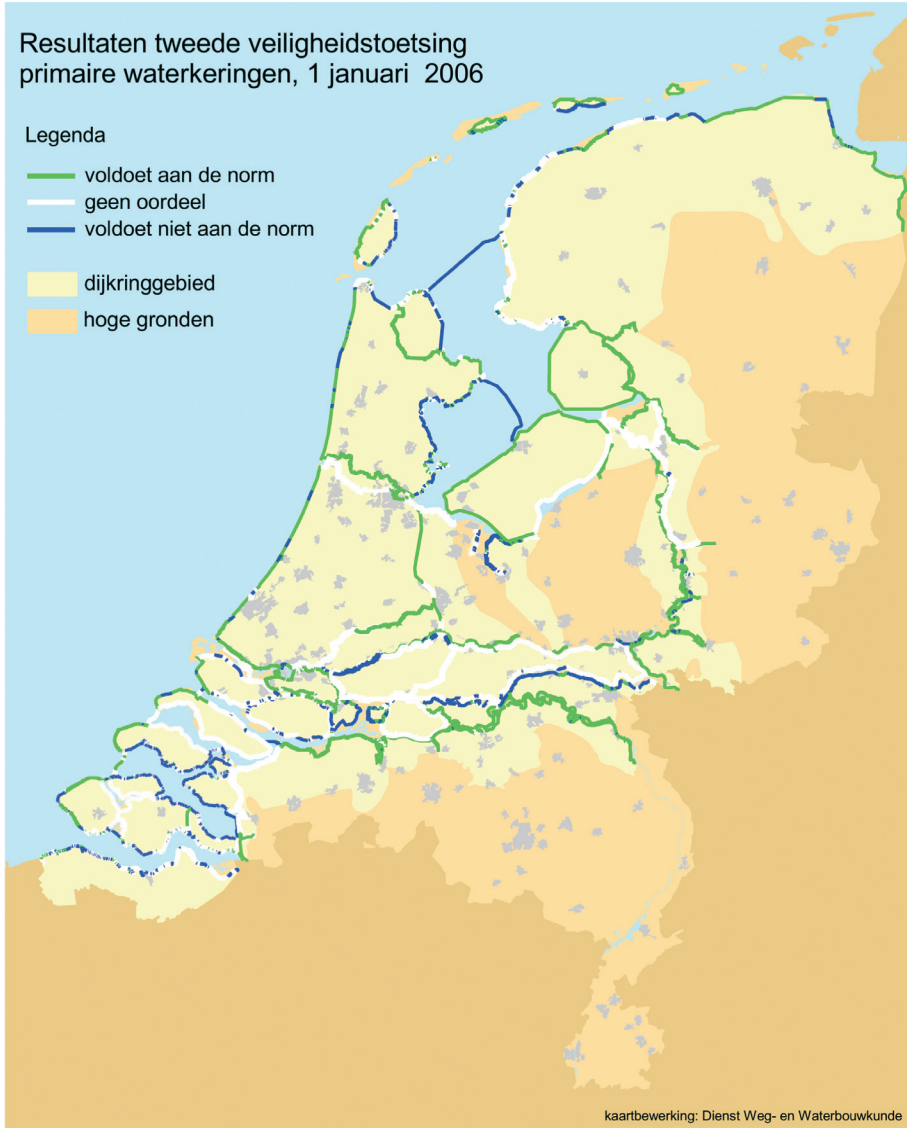 Resultaten tweede veiligheidstoetsing
primaire waterkeringen, 1 januari 2006
Legenda
voldoet aan de norm
geen oordeel
voldoet niet aan de norm
dijkringgebied
hoge gronden
kaartbewerking: Dienst Weg- en Waterbouwkunde